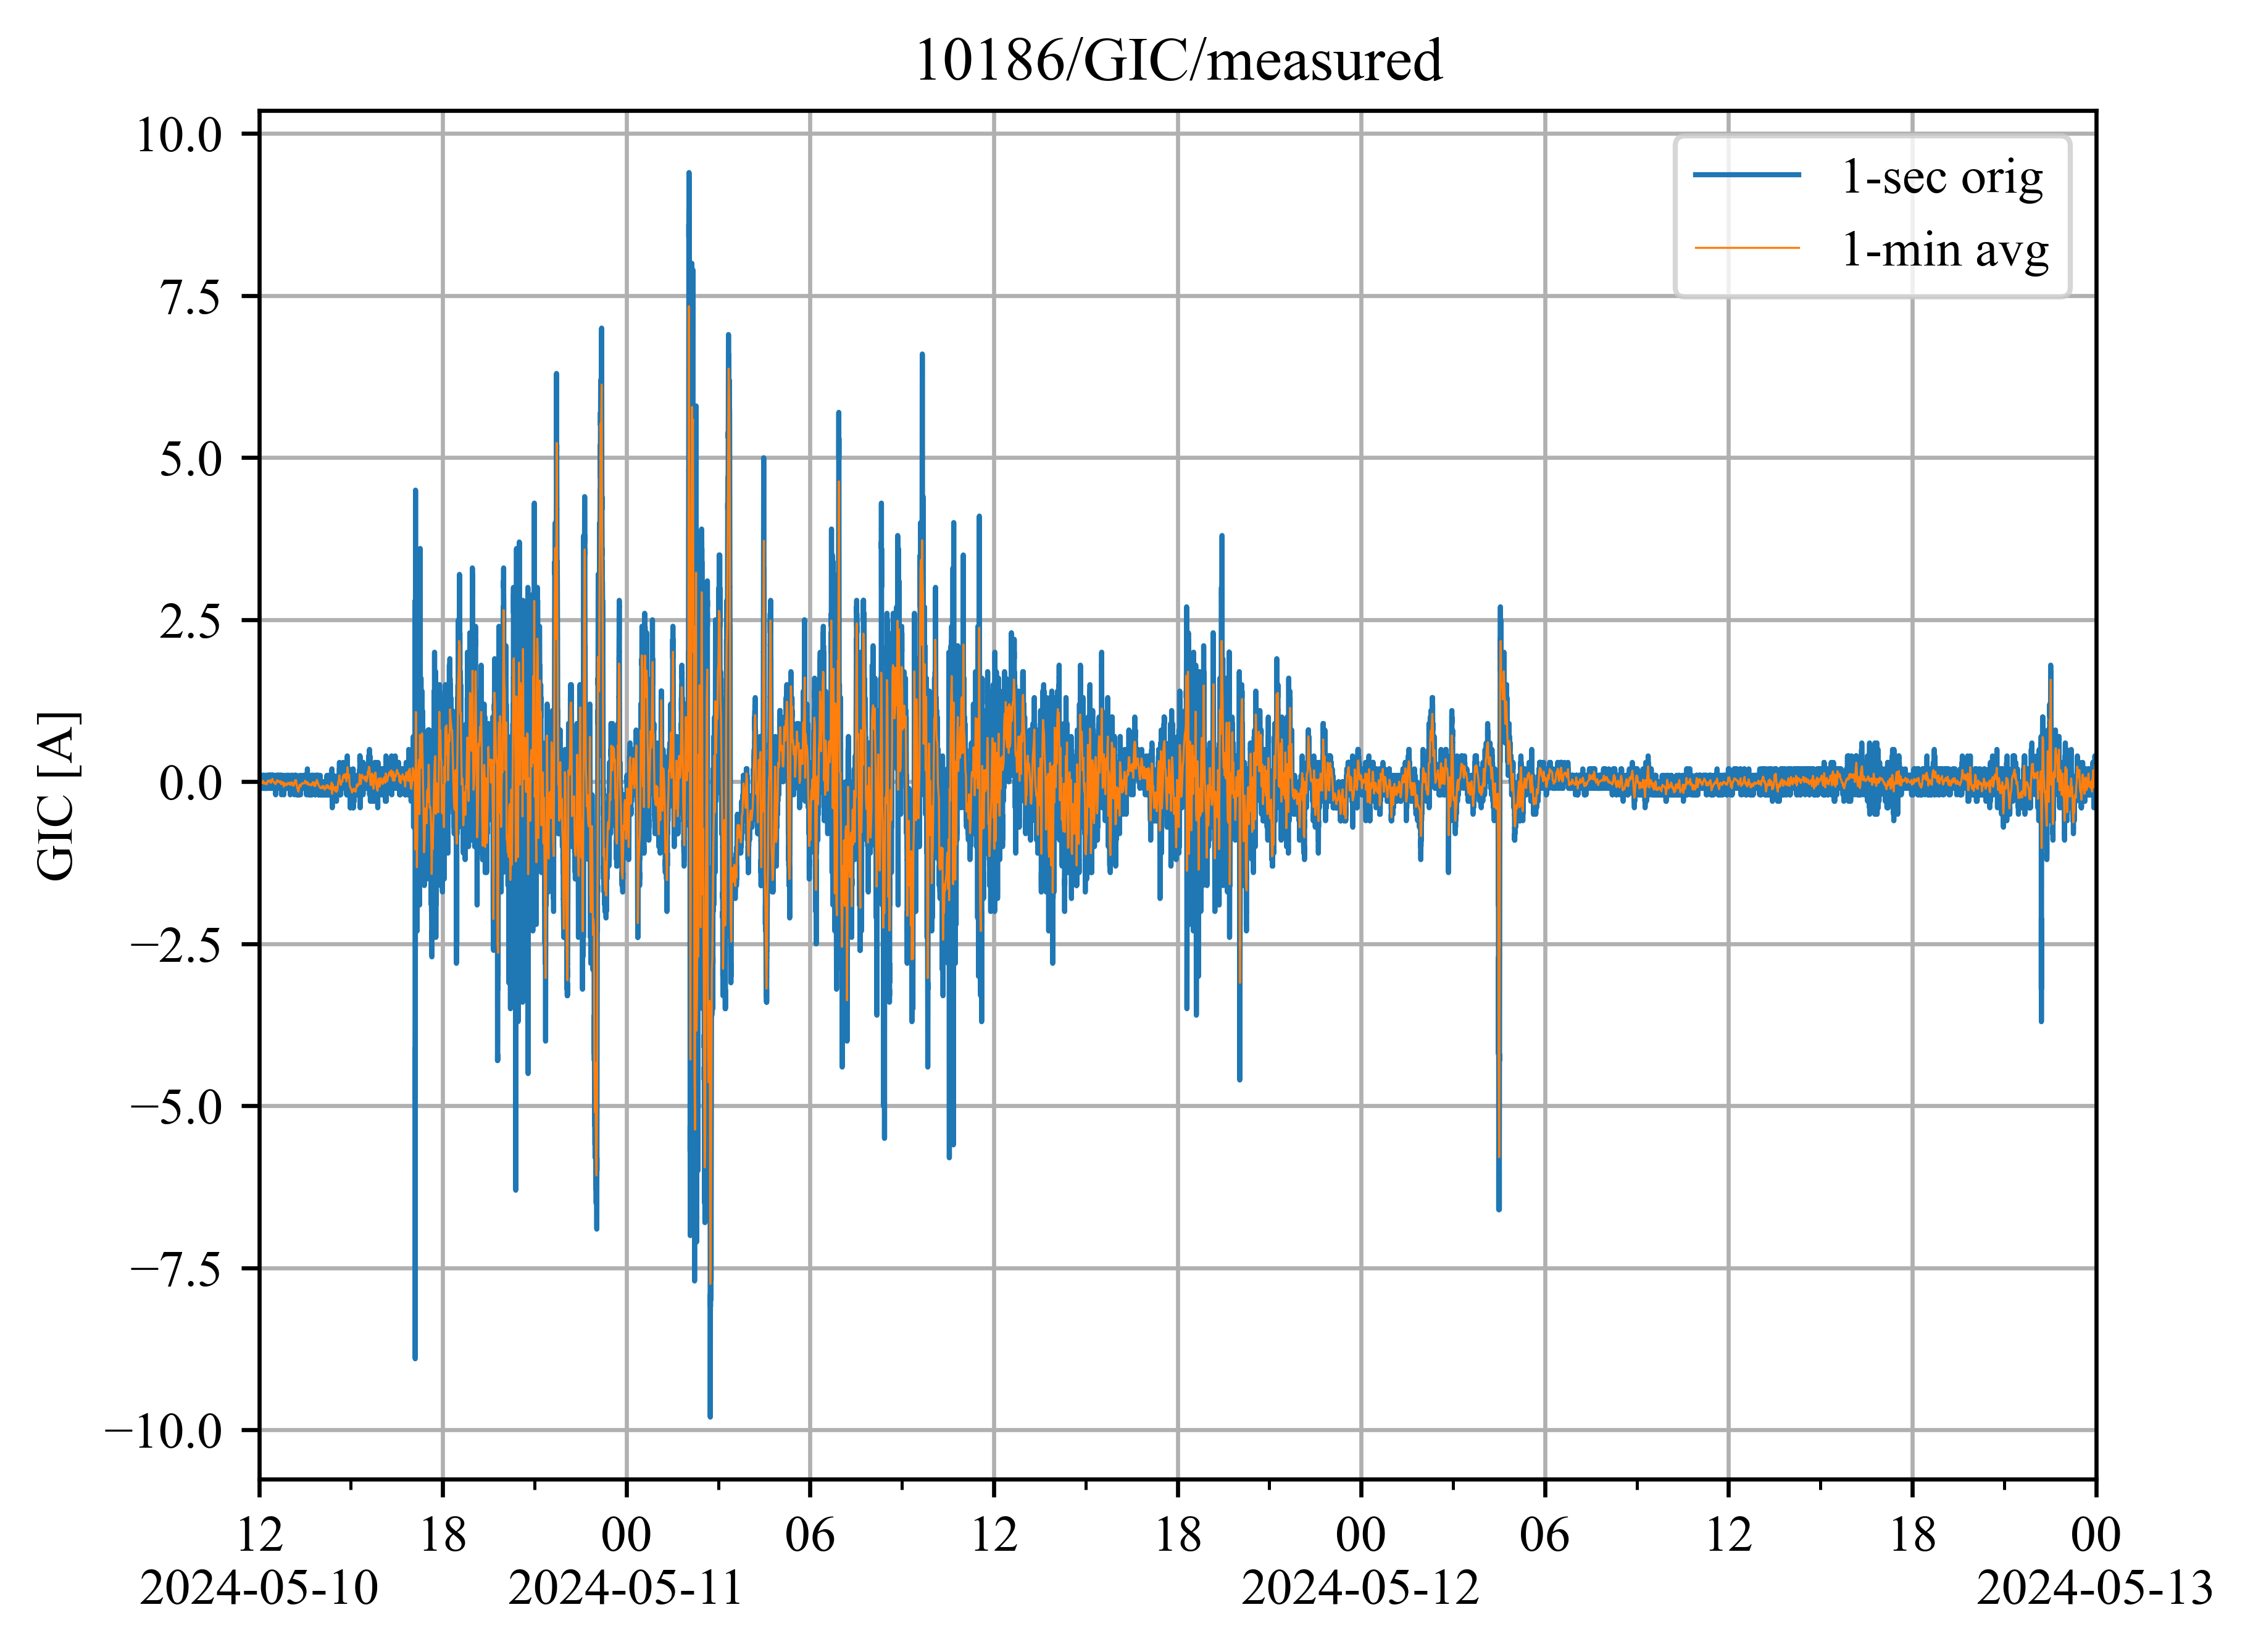 10186/GIC/measured
1-sec orig
1-min avg
GIC [A]
10.0
7.5
5.0
2.5
0.0
−2.5
−5.0
−7.5
−10.0
12 18 00 06 12 18 00 06 12 18 00
2024-05-10 2024-05-11 2024-05-12 2024-05-13